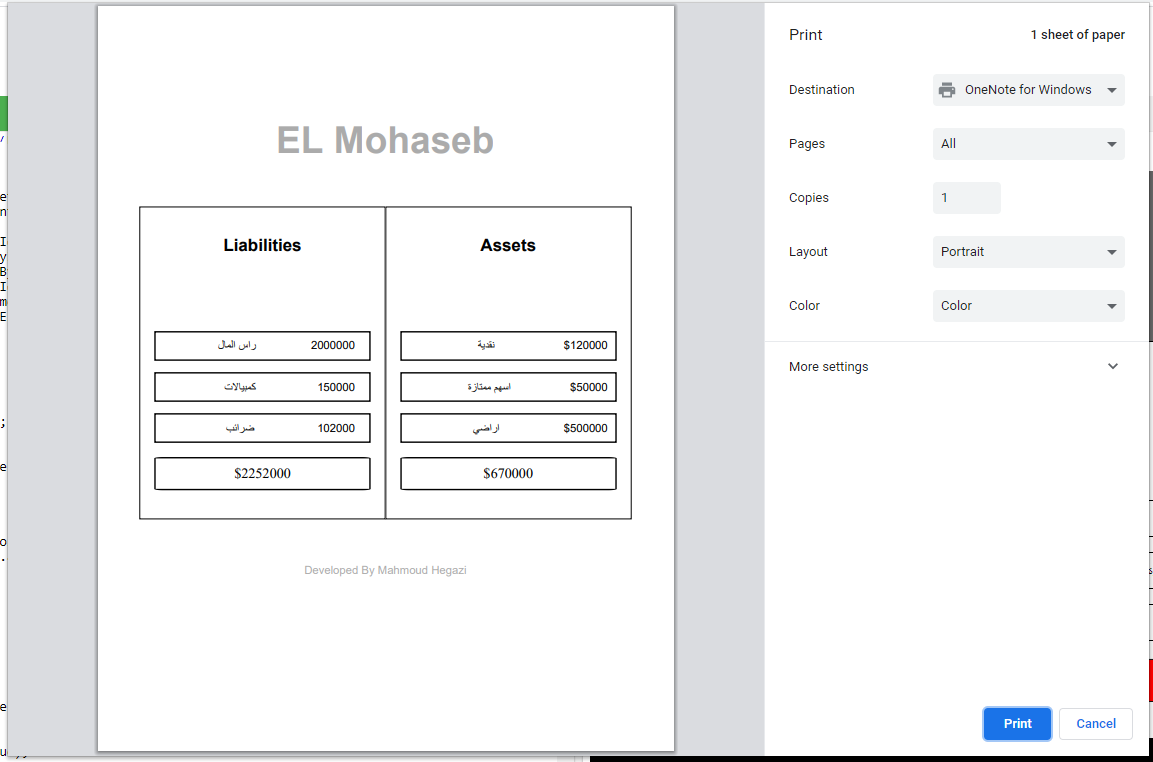 EL Mohaseb
Liabilities
راس المال 2000000
كمبيالات 150000
ضرائب 102000
$2252000
Assets
نقدية $120000
اسهم ممتازة $50000
اراضي $500000
$670000
Developed By Mahmoud Hegazi
Print 1 sheet of paper
Destination OneNote for Windows
Pages All
Copies 1
Layout Portrait
Color Color
More settings
Print Cancel